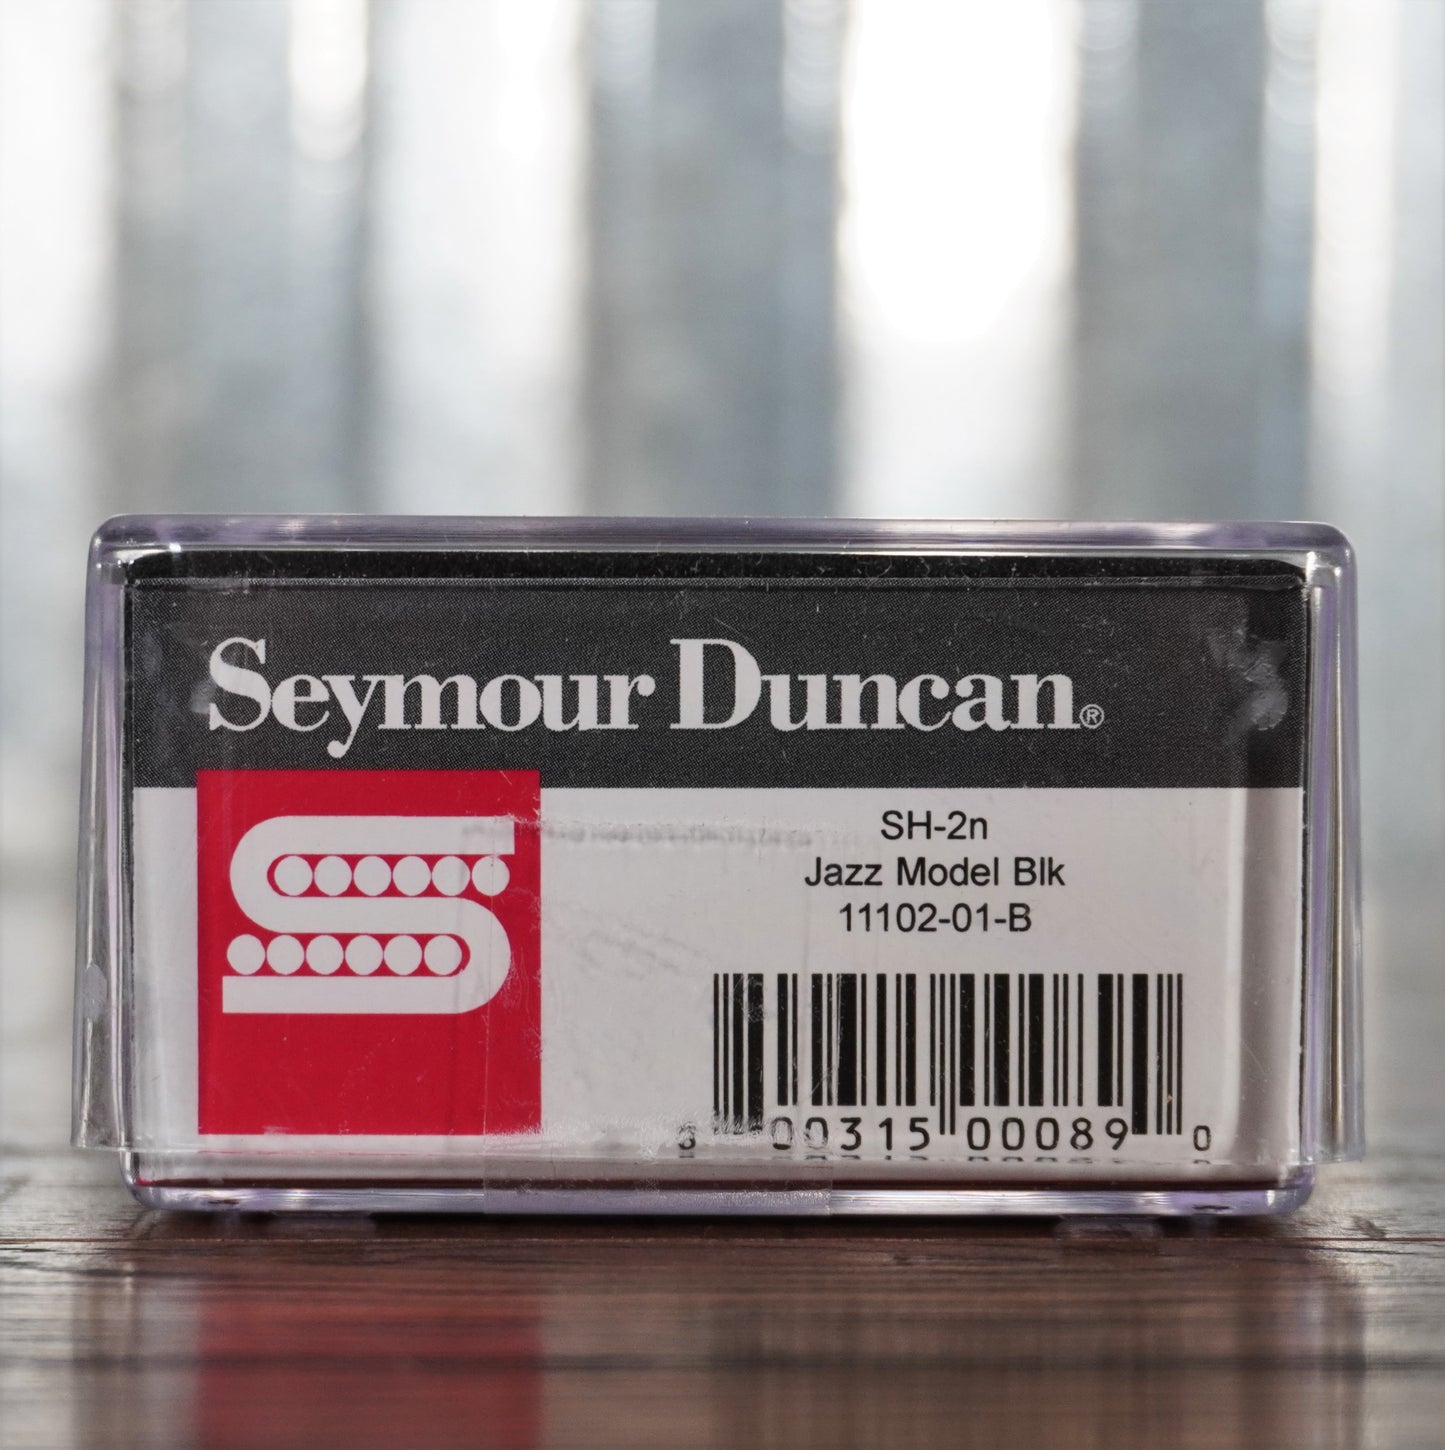 Seymour Duncan®
SH-2n
Jazz Model Blk
11102-01-B
00315 00089 0